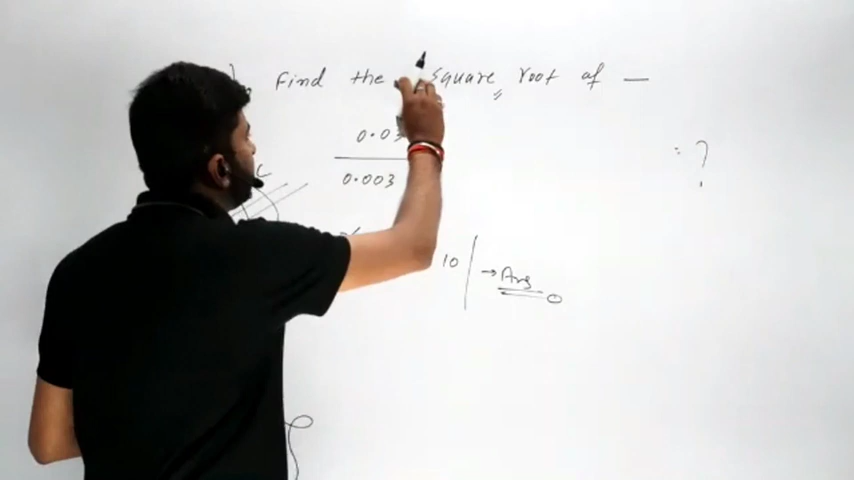 Find the square root of —
0.03
0.003
= ?
10 → Ans